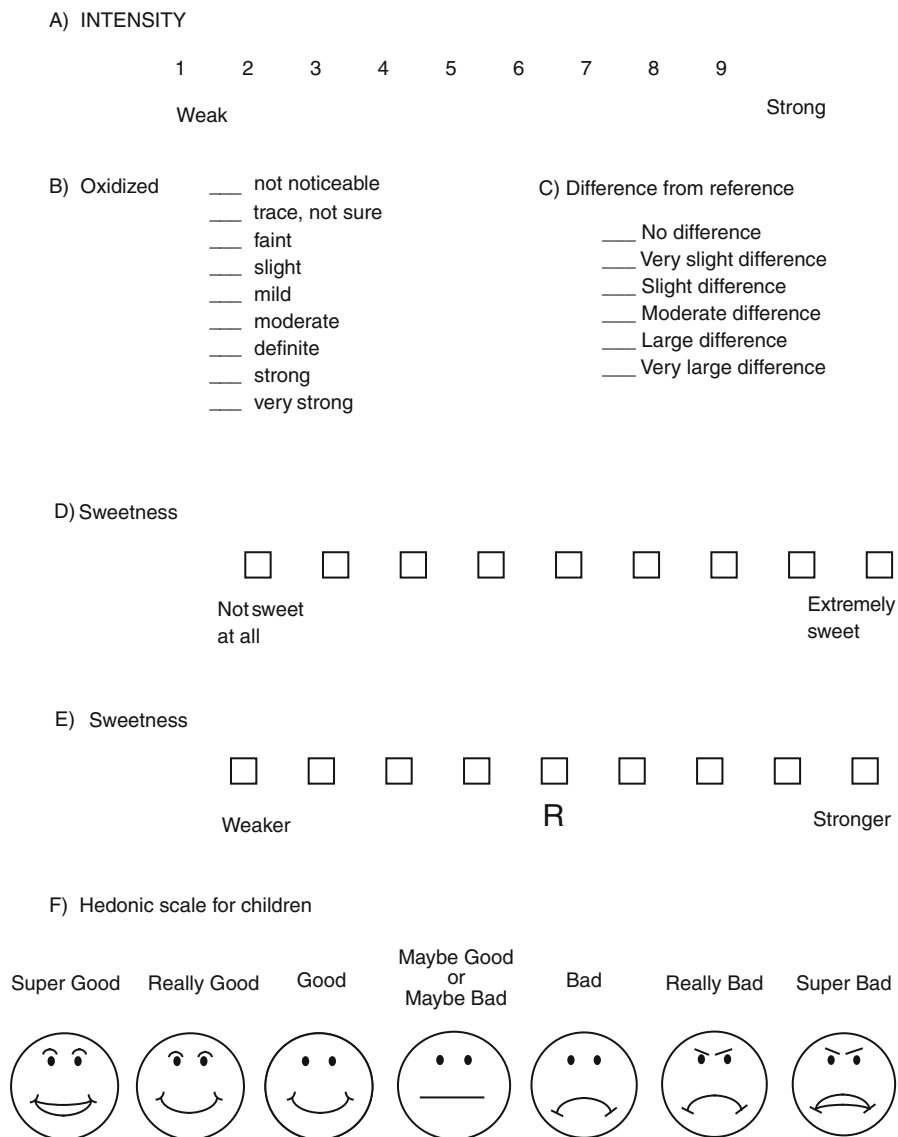 A) INTENSITY
1 2 3 4 5 6 7 8 9
Weak Strong
B) Oxidized
___ not noticeable
___ trace, not sure
___ faint
___ slight
___ mild
___ moderate
___ definite
___ strong
___ very strong
C) Difference from reference
___ No difference
___ Very slight difference
___ Slight difference
___ Moderate difference
___ Large difference
___ Very large difference
D) Sweetness
Not sweet
at all
Extremely
sweet
E) Sweetness
Weaker R Stronger
F) Hedonic scale for children
Super Good
Really Good
Good
Maybe Good
or
Maybe Bad
Bad
Really Bad
Super Bad